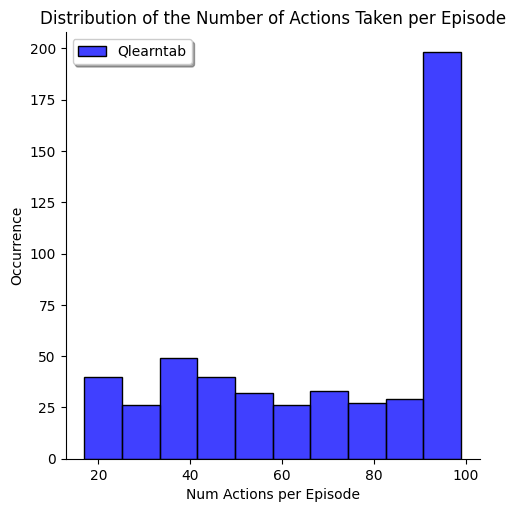 Distribution of the Number of Actions Taken per Episode
Qlearntab
200
175
150
125
100
75
50
25
0
Occurrence
20 40 60 80 100
Num Actions per Episode